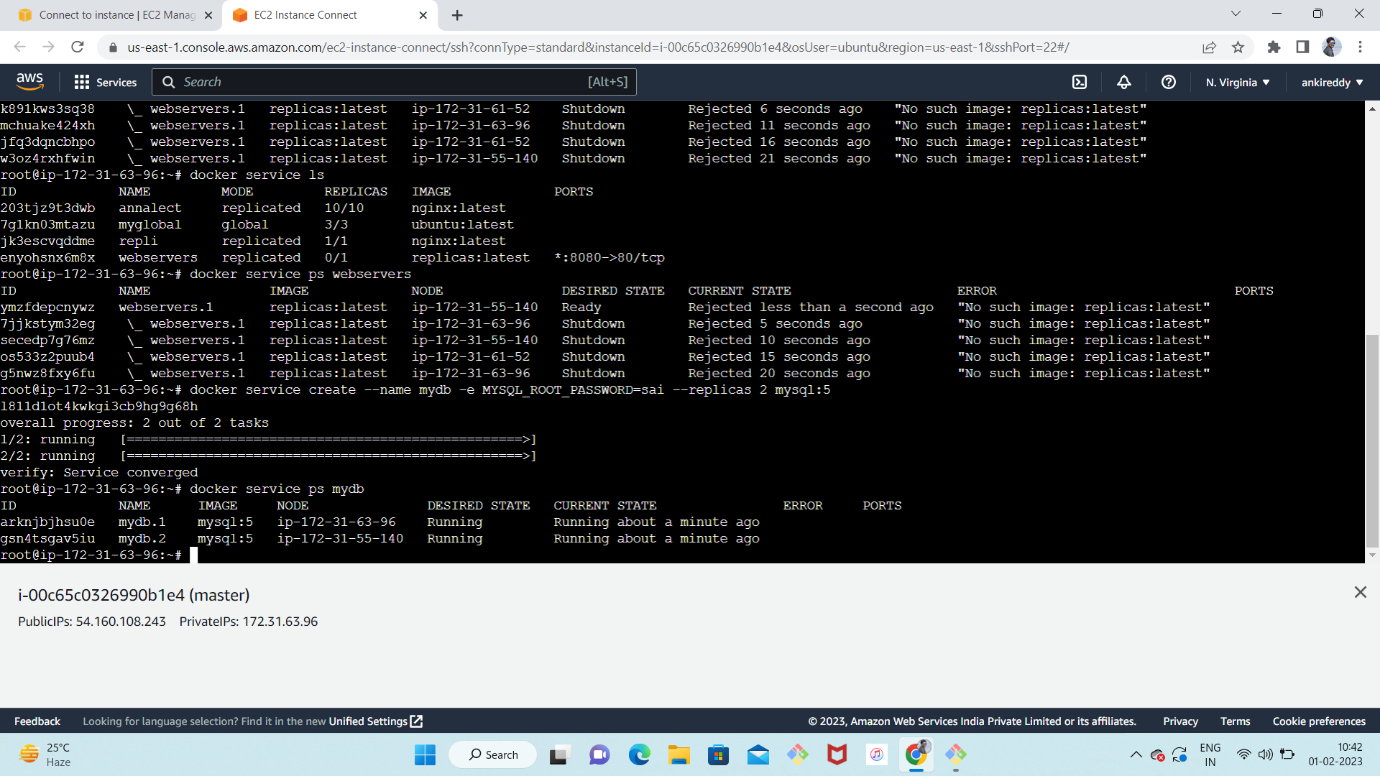 Connect to instance | EC2 Manag
EC2 Instance Connect
us-east-1.console.aws.amazon.com/ec2-instance-connect/ssh?connType=standard&instanceId=i-00c65c0326990b1e4&osUser=ubuntu&region=us-east-1&sshPort=22#/
aws Services Search [Alt+S] N. Virginia ▼ ankireddy ▼
k891kws3sq38 \_ webservers.1 replicas:latest ip-172-31-61-52 Shutdown Rejected 6 seconds ago "No such image: replicas:latest"
mchuake424xh \_ webservers.1 replicas:latest ip-172-31-63-96 Shutdown Rejected 11 seconds ago "No such image: replicas:latest"
jfq3dqncbhpo \_ webservers.1 replicas:latest ip-172-31-61-52 Shutdown Rejected 16 seconds ago "No such image: replicas:latest"
w3oz4rxhfwin \_ webservers.1 replicas:latest ip-172-31-55-140 Shutdown Rejected 21 seconds ago "No such image: replicas:latest"
root@ip-172-31-63-96:~# docker service ls
ID NAME MODE REPLICAS IMAGE PORTS
203tjz9t3dwb annalect replicated 10/10 nginx:latest
7g1kn03mtazu myglobal global 3/3 ubuntu:latest
jk3escvqddme repli replicated 1/1 nginx:latest
enyohsnx6m8x webservers replicated 0/1 replicas:latest *:8080->80/tcp
root@ip-172-31-63-96:~# docker service ps webservers
ID NAME IMAGE NODE DESIRED STATE CURRENT STATE ERROR PORTS
ymzfdepcnywz webservers.1 replicas:latest ip-172-31-55-140 Ready Rejected less than a second ago "No such image: replicas:latest"
7jjkstym32eg \_ webservers.1 replicas:latest ip-172-31-63-96 Shutdown Rejected 5 seconds ago "No such image: replicas:latest"
secedp7g76mz \_ webservers.1 replicas:latest ip-172-31-55-140 Shutdown Rejected 10 seconds ago "No such image: replicas:latest"
os533z2puub4 \_ webservers.1 replicas:latest ip-172-31-61-52 Shutdown Rejected 15 seconds ago "No such image: replicas:latest"
g5nwz8fxy6fu \_ webservers.1 replicas:latest ip-172-31-63-96 Shutdown Rejected 20 seconds ago "No such image: replicas:latest"
root@ip-172-31-63-96:~# docker service create --name mydb -e MYSQL_ROOT_PASSWORD=sai --replicas 2 mysql:5
l8l1d1ot4kwkgi3cb9hg9g68h
overall progress: 2 out of 2 tasks
1/2: running [==================================================>]
2/2: running [==================================================>]
verify: Service converged
root@ip-172-31-63-96:~# docker service ps mydb
ID NAME IMAGE NODE DESIRED STATE CURRENT STATE ERROR PORTS
arknjbjhsu0e mydb.1 mysql:5 ip-172-31-63-96 Running Running about a minute ago
gsn4tsgav5iu mydb.2 mysql:5 ip-172-31-55-140 Running Running about a minute ago
root@ip-172-31-63-96:~#
i-00c65c0326990b1e4 (master)
PublicIPs: 54.160.108.243 PrivateIPs: 172.31.63.96
Feedback Looking for language selection? Find it in the new Unified Settings © 2023, Amazon Web Services India Private Limited or its affiliates. Privacy Terms Cookie preferences
25°C
Haze
Search
ENG
IN
10:42
01-02-2023